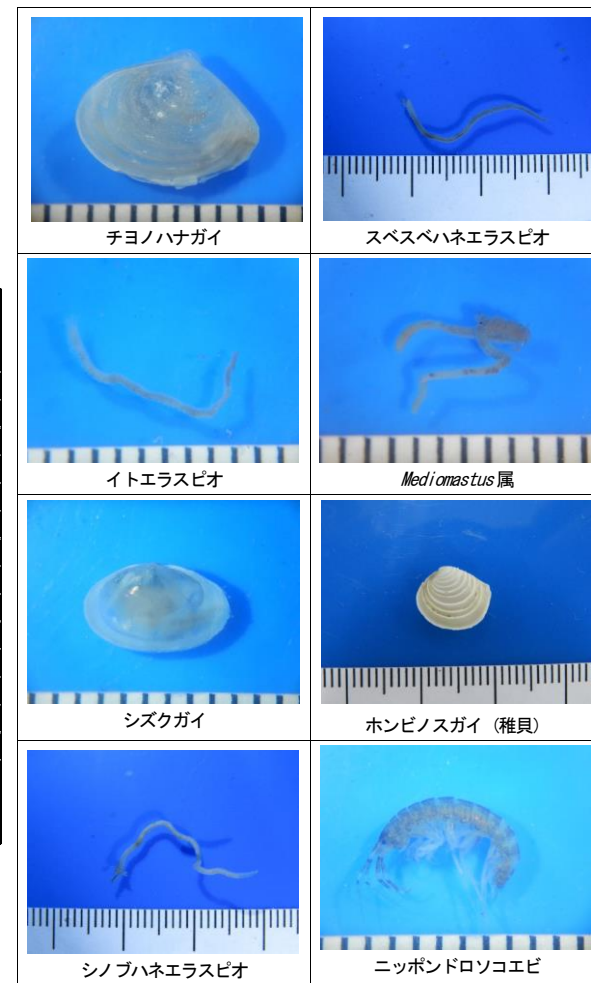 チヨノハナガイ
スベスベハネエラスピオ
イトエラスピオ
Mediomastus属
シズクガイ
ホンビノスガイ（稚貝）
シノブハネエラスピオ
ニッポンドロソコエビ